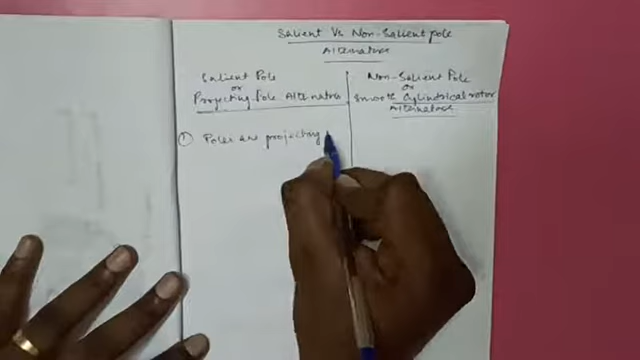 Salient Vs Non-Salient pole
Alternator
Salient Pole
or
Projecting Pole Alternator
Non-Salient Pole
or
Smooth Cylindrical rotor
Alternator
① Poles are projecting